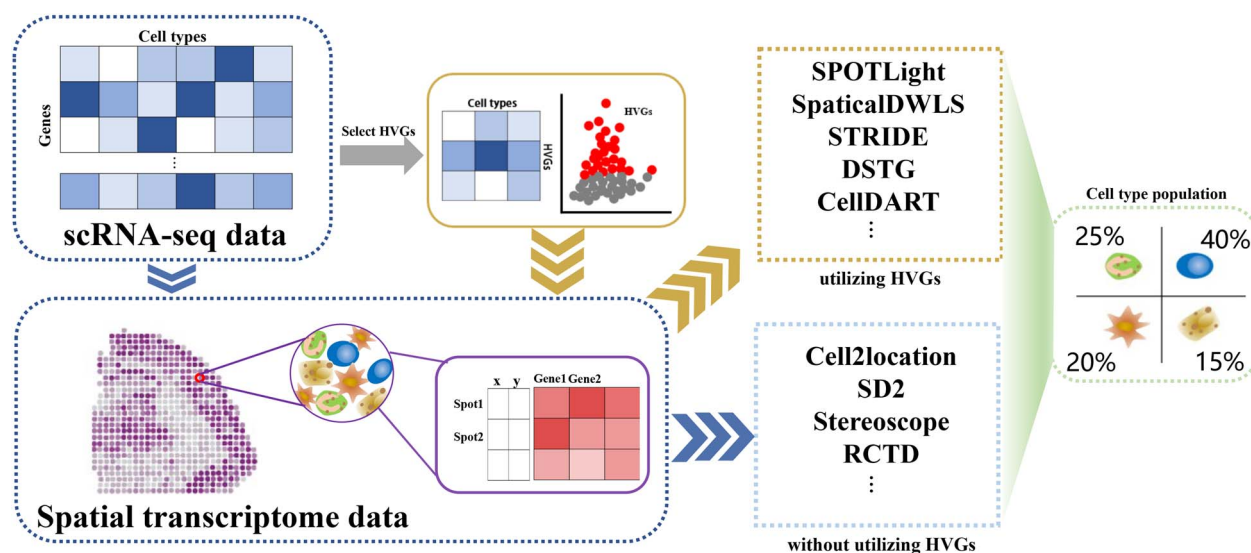 Cell types
Genes
⋮
scRNA-seq data
Select HVGs
Cell types
HVGs
HVGs
Spatial transcriptome data
x y Gene1 Gene2
Spot1
Spot2
SPOTLight
SpaticalDWLS
STRIDE
DSTG
CellDART
⋮
utilizing HVGs
Cell2location
SD2
Stereoscope
RCTD
⋮
without utilizing HVGs
Cell type population
25% 40%
20% 15%